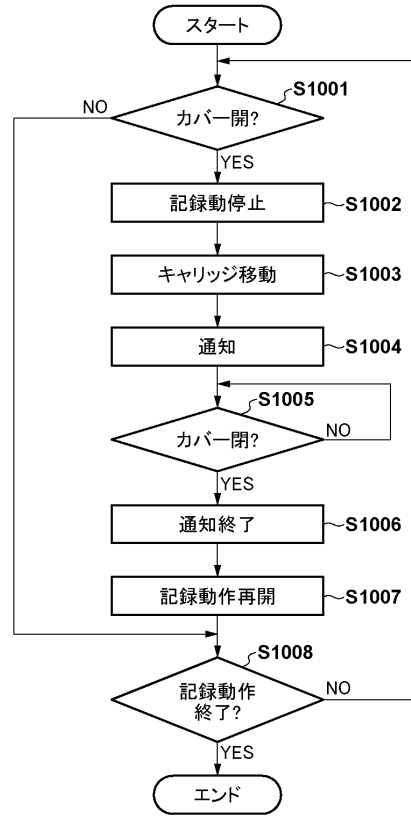 スタート
S1001
NO
カバー開?
YES
記録動停止
S1002
キャリッジ移動
S1003
通知
S1004
S1005
カバー閉?
NO
YES
通知終了
S1006
記録動作再開
S1007
S1008
記録動作
終了?
NO
YES
エンド